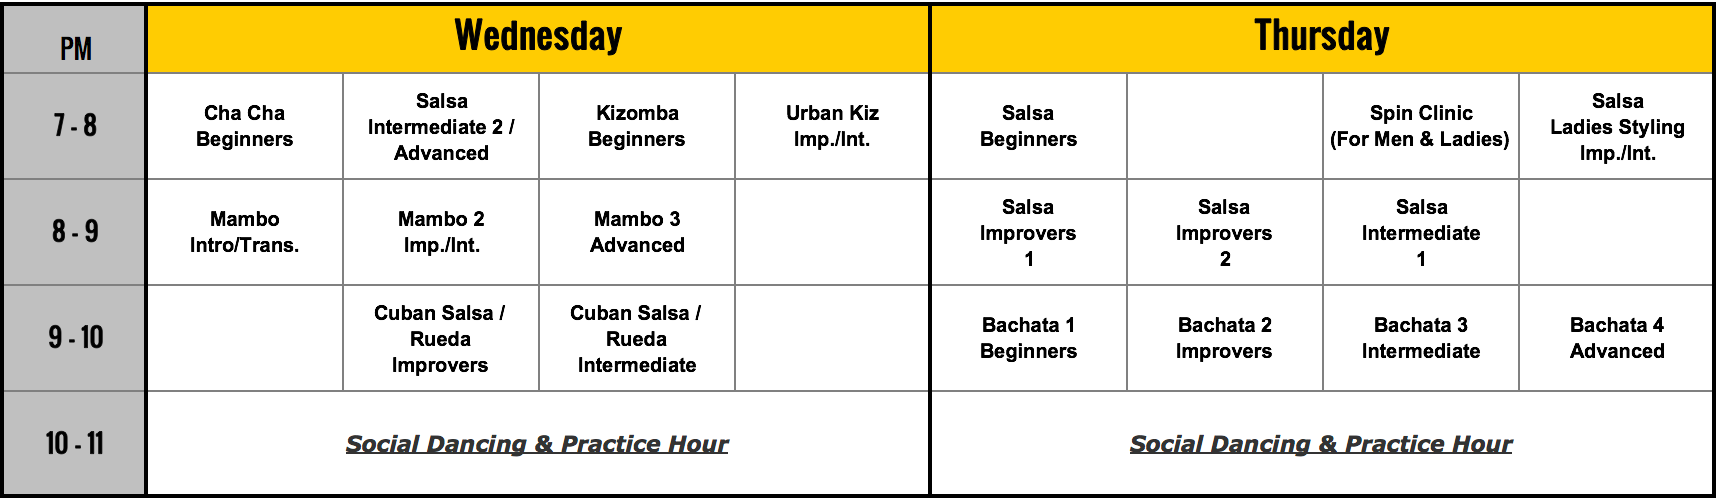 PM
Wednesday
Thursday
7 - 8
Cha Cha
Beginners
Salsa
Intermediate 2 /
Advanced
Kizomba
Beginners
Urban Kiz
Imp./Int.
Salsa
Beginners
Spin Clinic
(For Men & Ladies)
Salsa
Ladies Styling
Imp./Int.
8 - 9
Mambo
Intro/Trans.
Mambo 2
Imp./Int.
Mambo 3
Advanced
Salsa
Improvers
1
Salsa
Improvers
2
Salsa
Intermediate
1
9 - 10
Cuban Salsa /
Rueda
Improvers
Cuban Salsa /
Rueda
Intermediate
Bachata 1
Beginners
Bachata 2
Improvers
Bachata 3
Intermediate
Bachata 4
Advanced
10 - 11
Social Dancing & Practice Hour
Social Dancing & Practice Hour